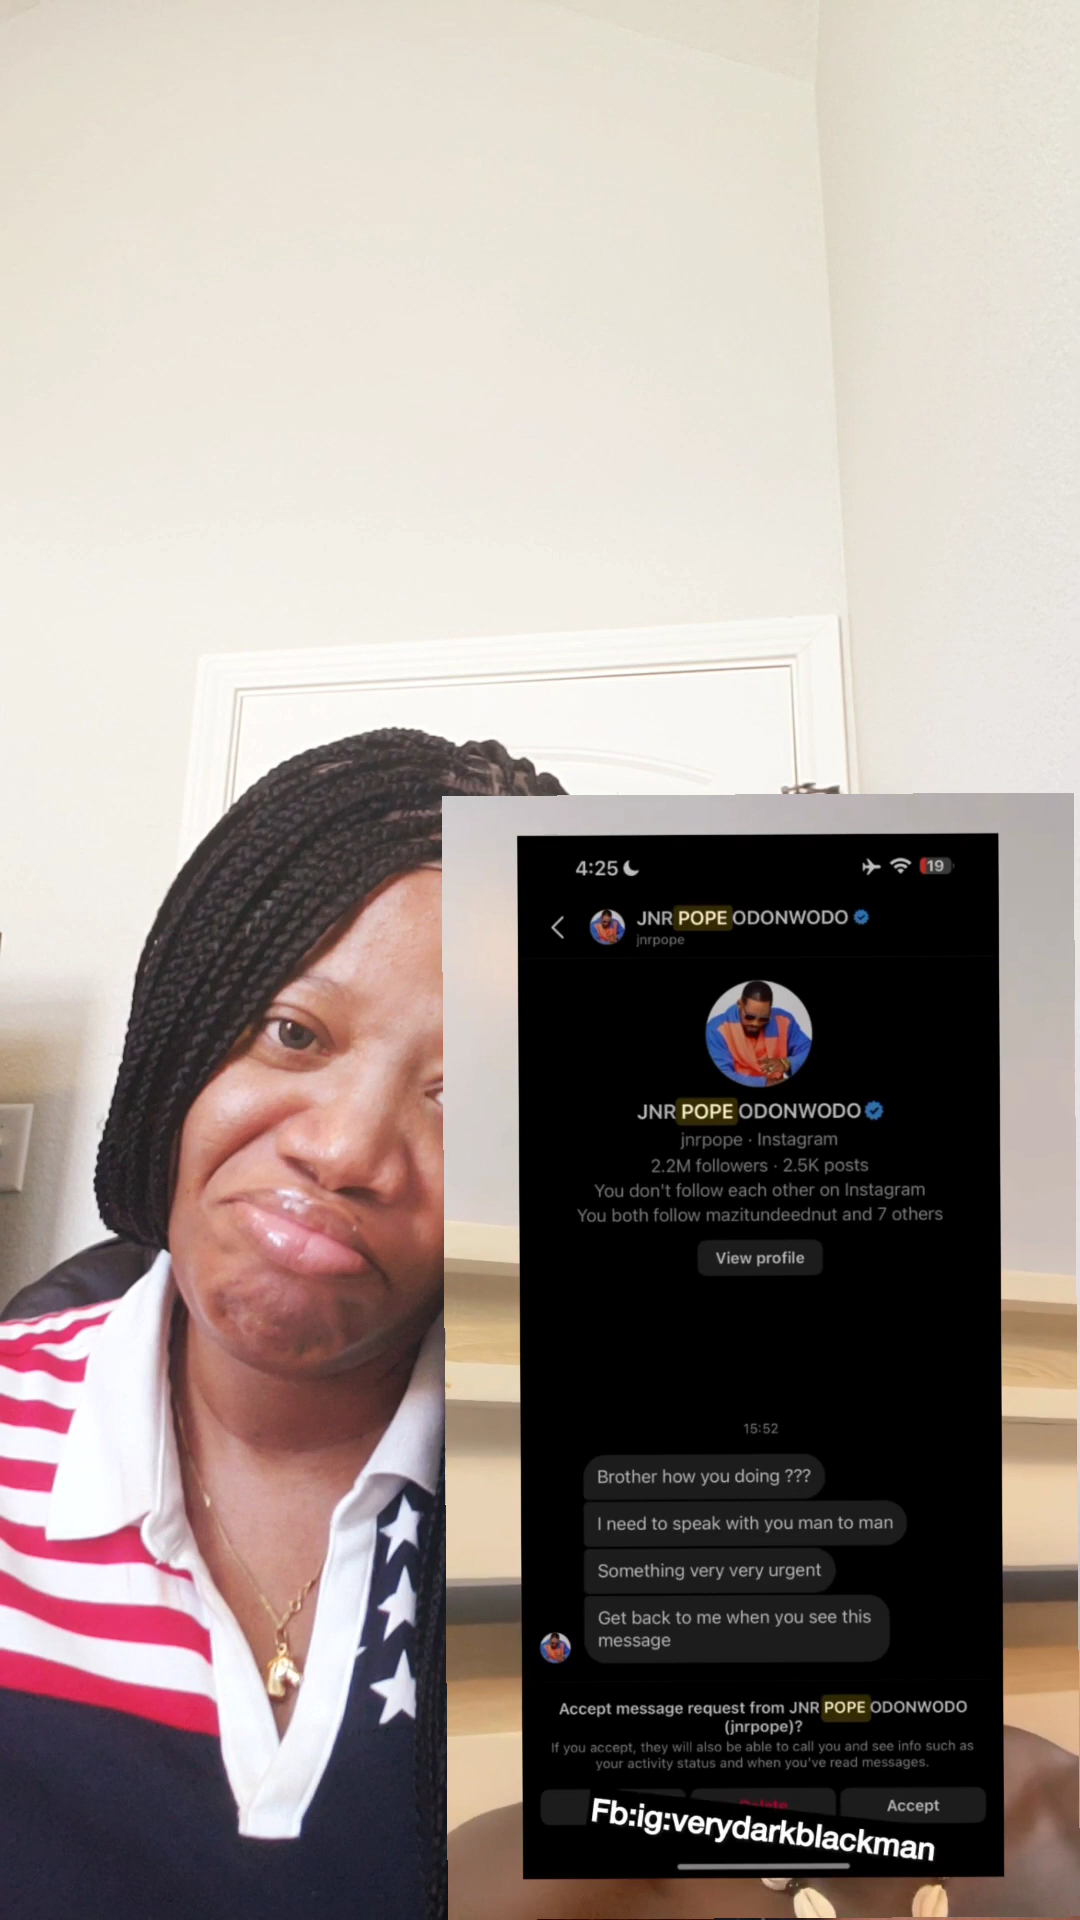 4:25
19
JNR POPE ODONWODO
jnrpope
JNR POPE ODONWODO
jnrpope · Instagram
2.2M followers · 2.5K posts
You don't follow each other on Instagram
You both follow mazitundeednut and 7 others
View profile
15:52
Brother how you doing ???
I need to speak with you man to man
Something very very urgent
Get back to me when you see this
message
Accept message request from JNR POPE ODONWODO
(jnrpope)?
If you accept, they will also be able to call you and see info such as
your activity status and when you've read messages.
Delete
Accept
Fb:ig:verydarkblackman